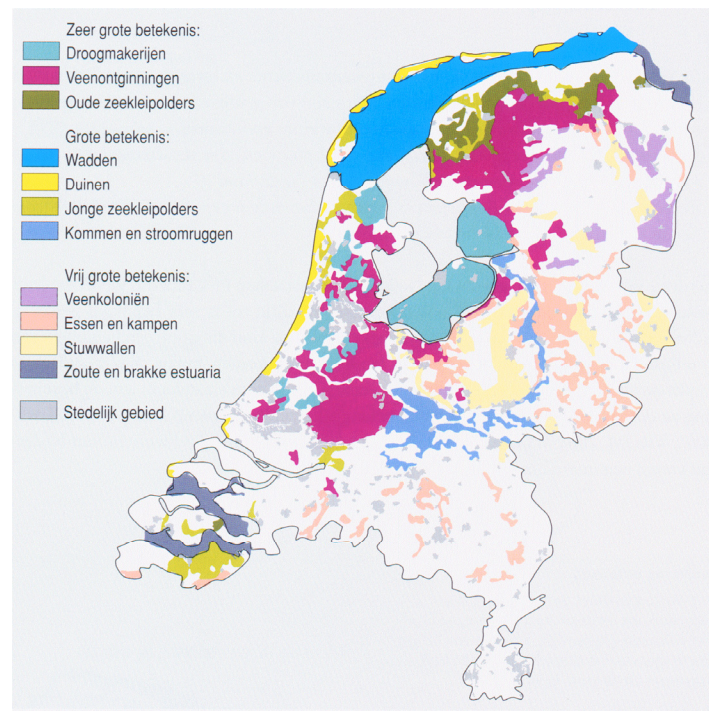 Zeer grote betekenis:
Droogmakerijen
Veenontginningen
Oude zeekleipolders
Grote betekenis:
Wadden
Duinen
Jonge zeekleipolders
Kommen en stroomruggen
Vrij grote betekenis:
Veenkoloniën
Essen en kampen
Stuwwallen
Zoute en brakke estuaria
Stedelijk gebied